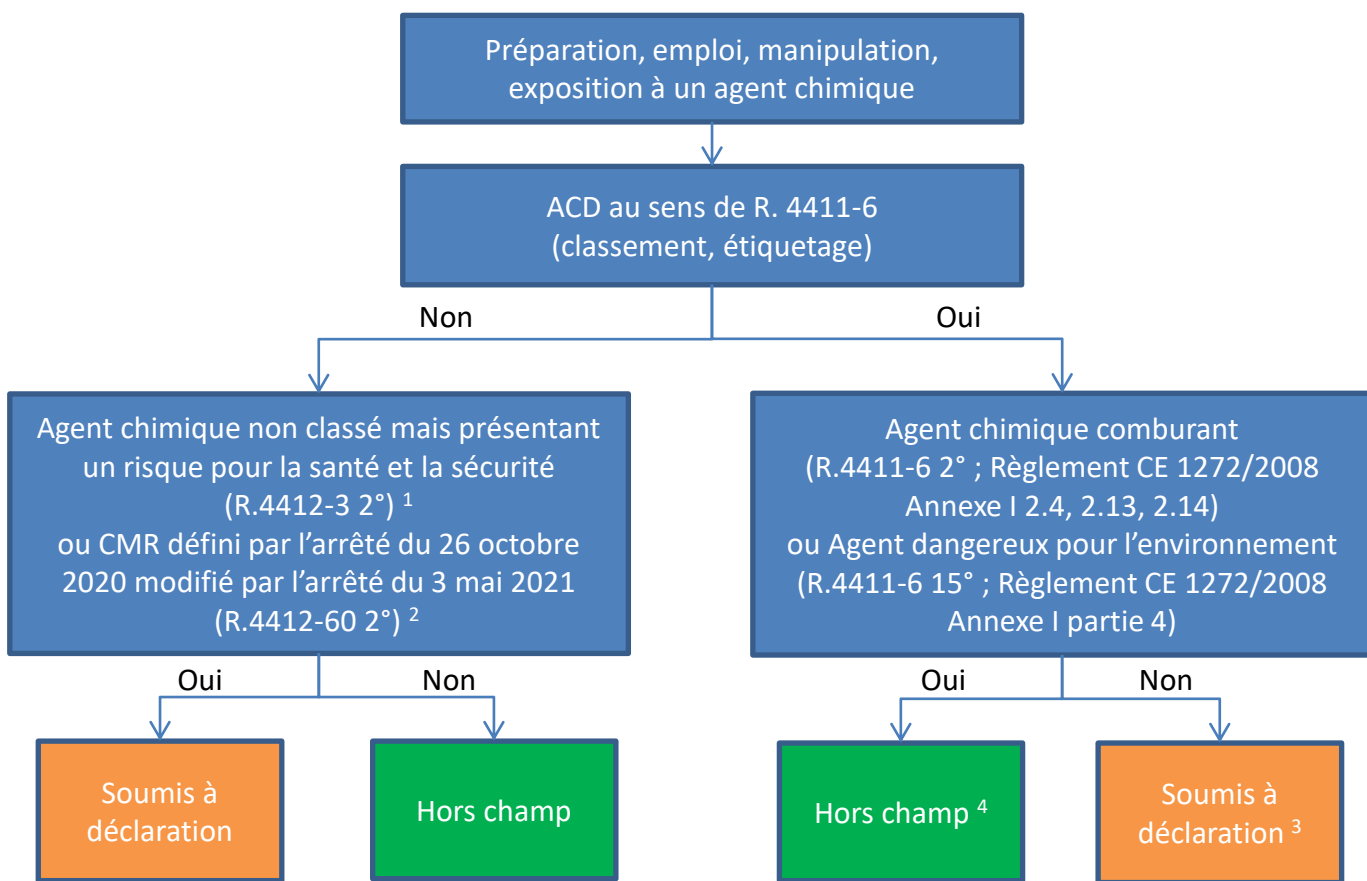 Préparation, emploi, manipulation,
exposition à un agent chimique
ACD au sens de R. 4411-6
(classement, étiquetage)
Non
Oui
Agent chimique non classé mais présentant
un risque pour la santé et la sécurité
(R.4412-3 2°) 1
ou CMR défini par l’arrêté du 26 octobre
2020 modifié par l’arrêté du 3 mai 2021
(R.4412-60 2°) 2
Agent chimique comburant
(R.4411-6 2° ; Règlement CE 1272/2008
Annexe I 2.4, 2.13, 2.14)
ou Agent dangereux pour l’environnement
(R.4411-6 15° ; Règlement CE 1272/2008
Annexe I partie 4)
Oui
Non
Oui
Non
Soumis à
déclaration
Hors champ
Hors champ 4
Soumis à
déclaration 3